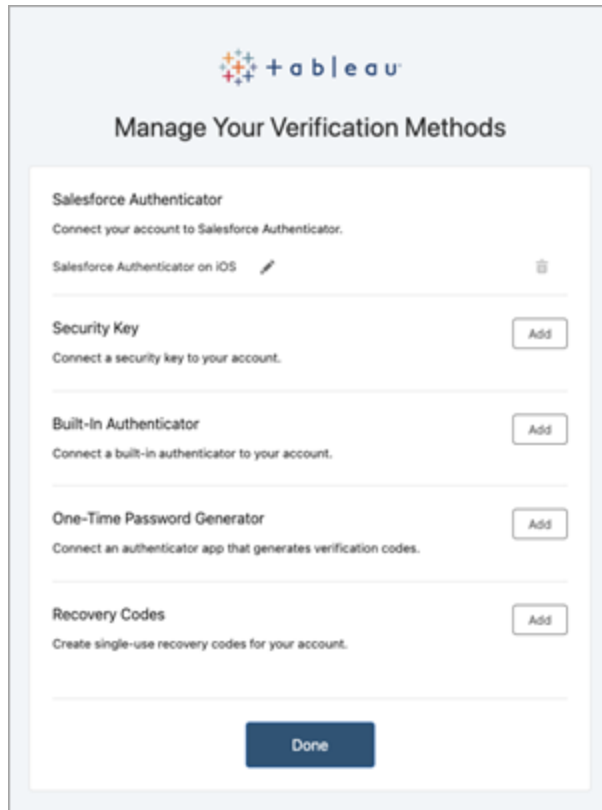 +ableau
Manage Your Verification Methods
Salesforce Authenticator
Connect your account to Salesforce Authenticator.
Salesforce Authenticator on iOS
Security Key
Add
Connect a security key to your account.
Built-In Authenticator
Add
Connect a built-in authenticator to your account.
One-Time Password Generator
Add
Connect an authenticator app that generates verification codes.
Recovery Codes
Add
Create single-use recovery codes for your account.
Done